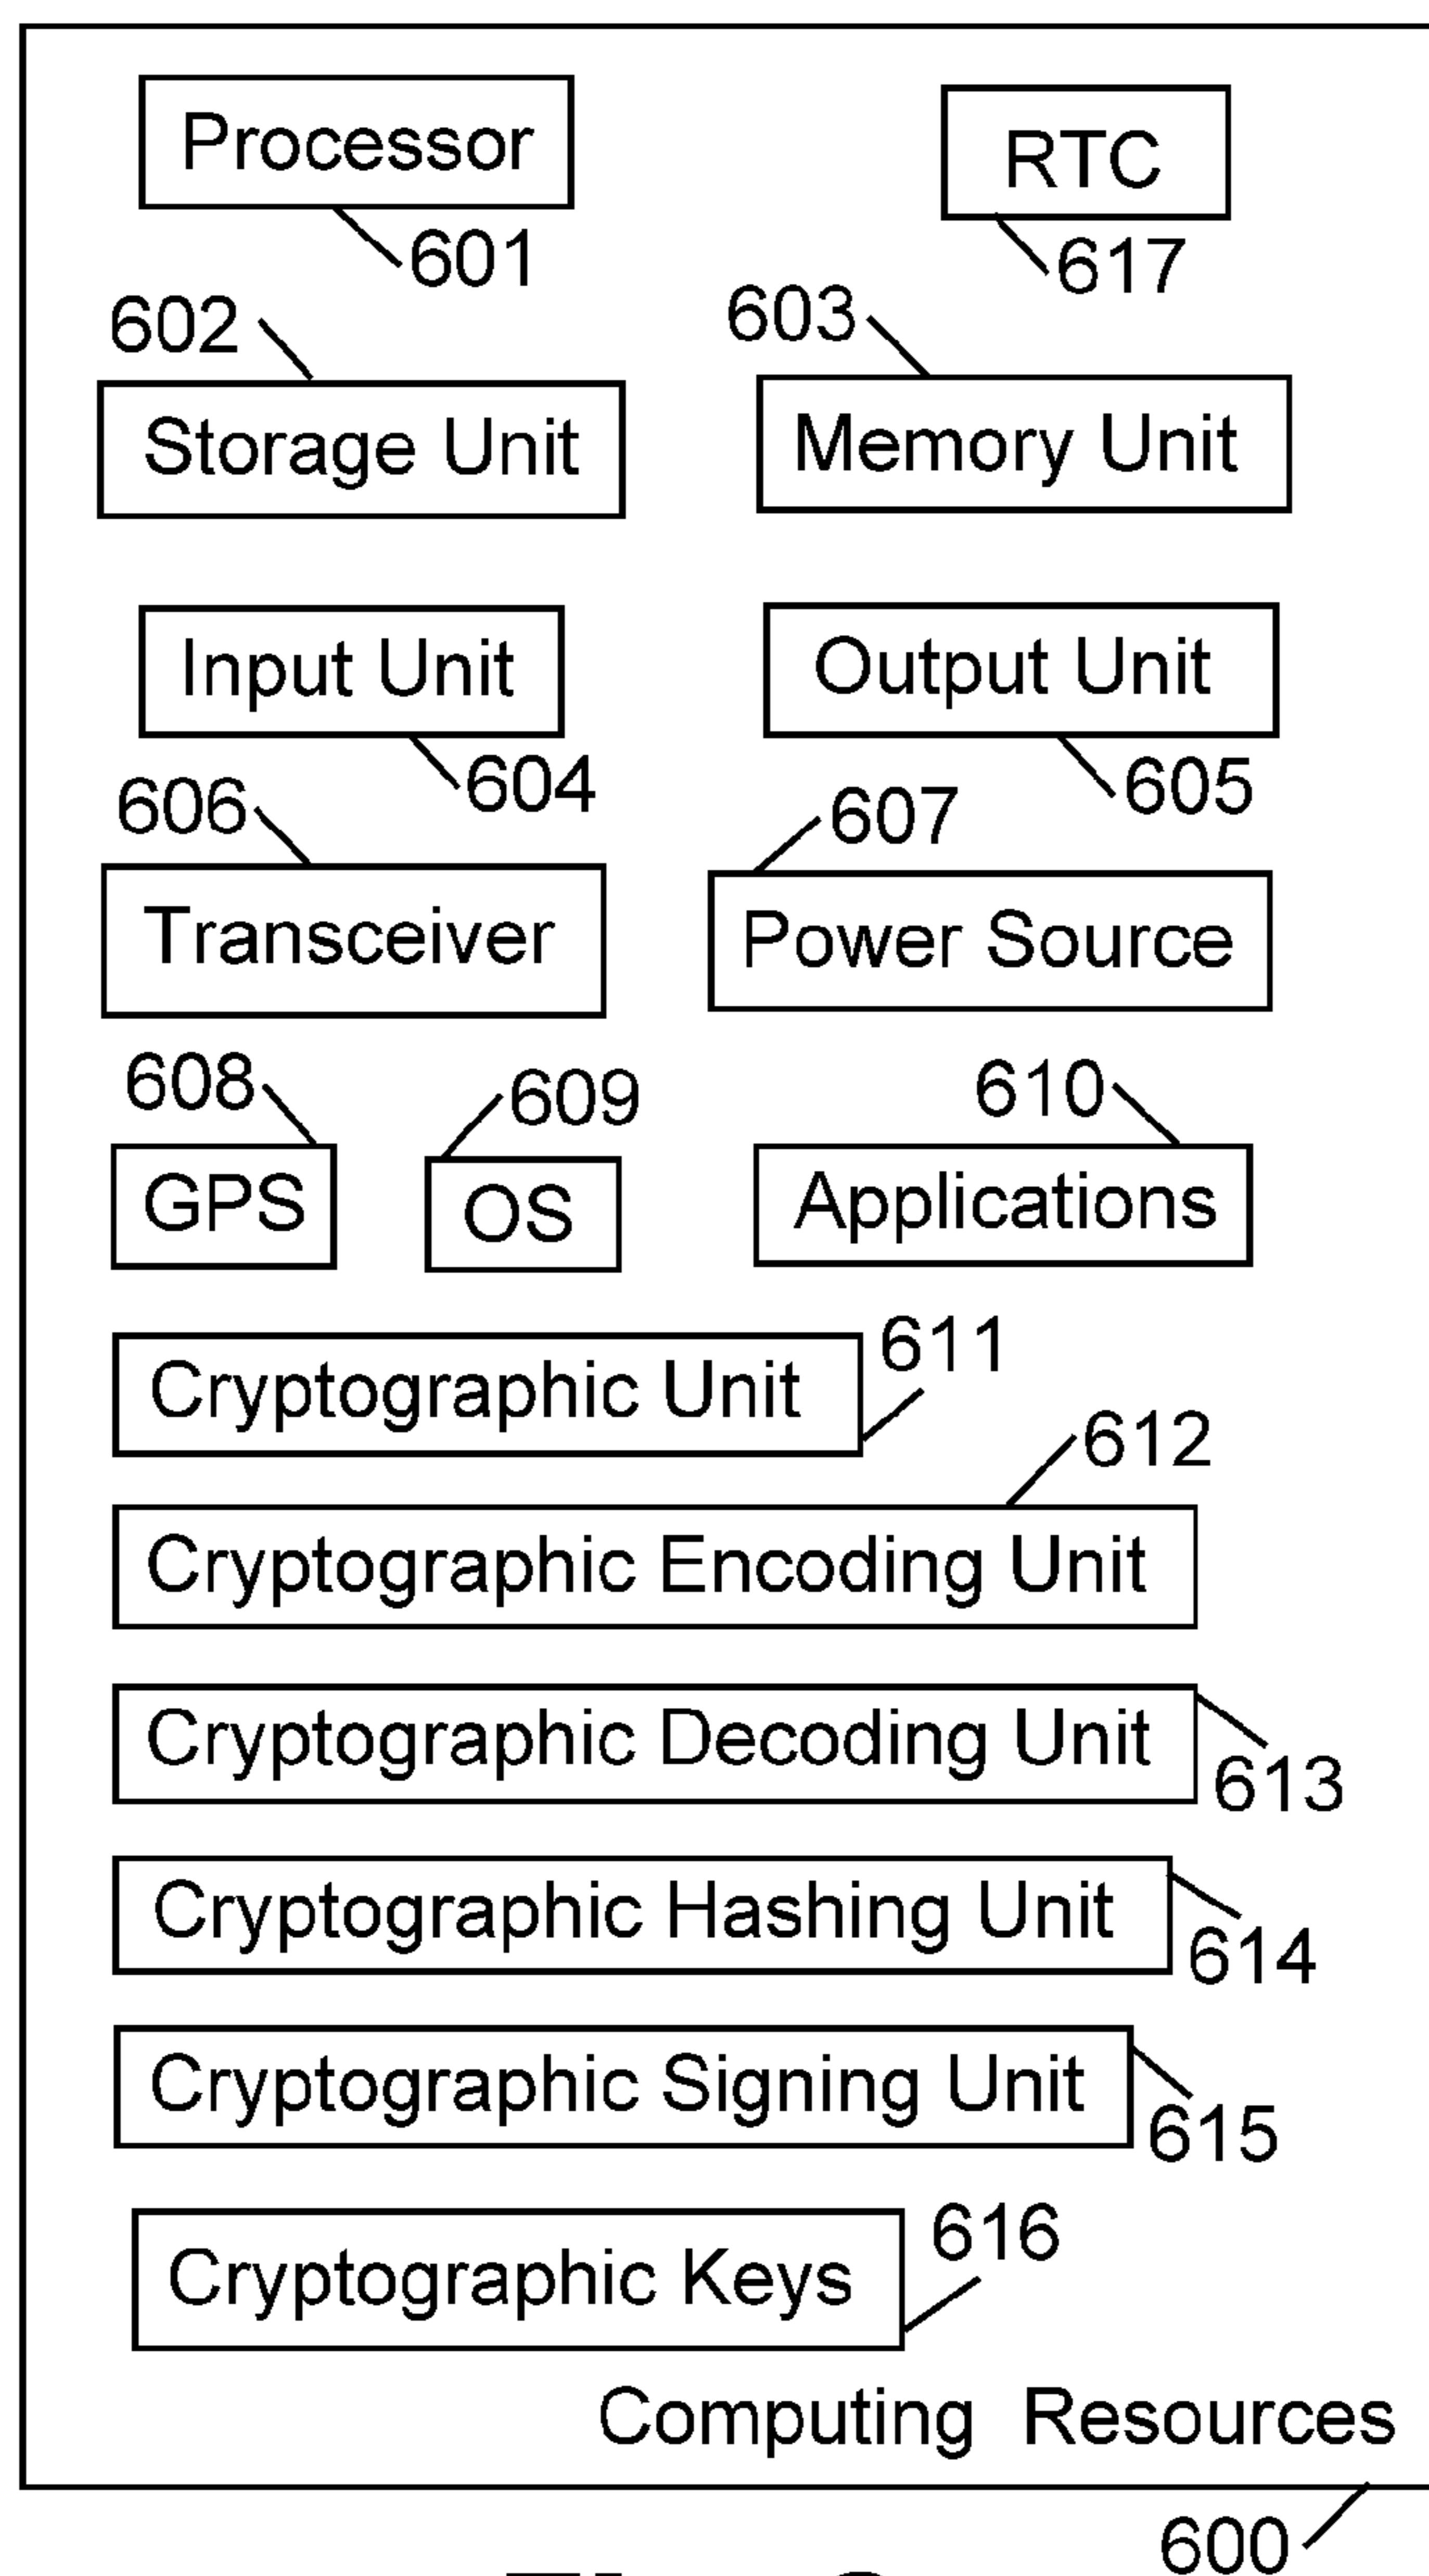 Processor
RTC
601
617
602
603
Storage Unit
Memory Unit
Input Unit
Output Unit
604
605
606
607
Transceiver
Power Source
608
609
610
GPS
OS
Applications
611
Cryptographic Unit
612
Cryptographic Encoding Unit
Cryptographic Decoding Unit
613
Cryptographic Hashing Unit
614
Cryptographic Signing Unit
615
616
Cryptographic Keys
Computing Resources
600